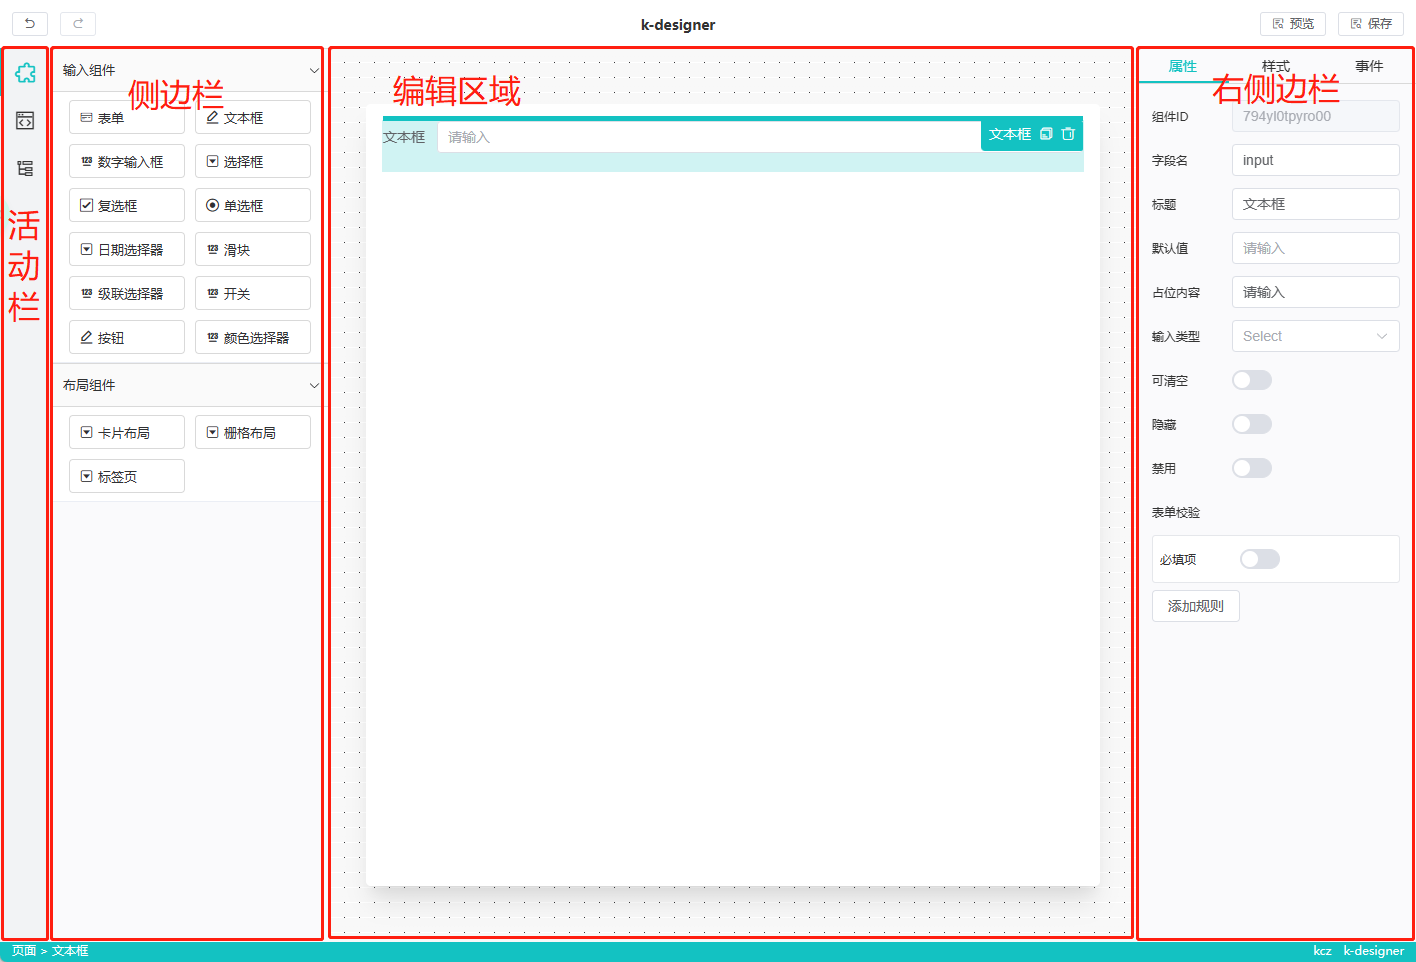 k-designer
预览
保存
活动栏
侧边栏
输入组件
表单
文本框
数字输入框
选择框
复选框
单选框
日期选择器
滑块
级联选择器
开关
按钮
颜色选择器
布局组件
卡片布局
栅格布局
标签页
编辑区域
文本框
请输入
文本框
右侧边栏
属性
样式
事件
组件ID
794yl0tpyro00
字段名
input
标题
文本框
默认值
请输入
占位内容
请输入
输入类型
Select
可清空
隐藏
禁用
表单校验
必填项
添加规则
页面 > 文本框
kcz k-designer